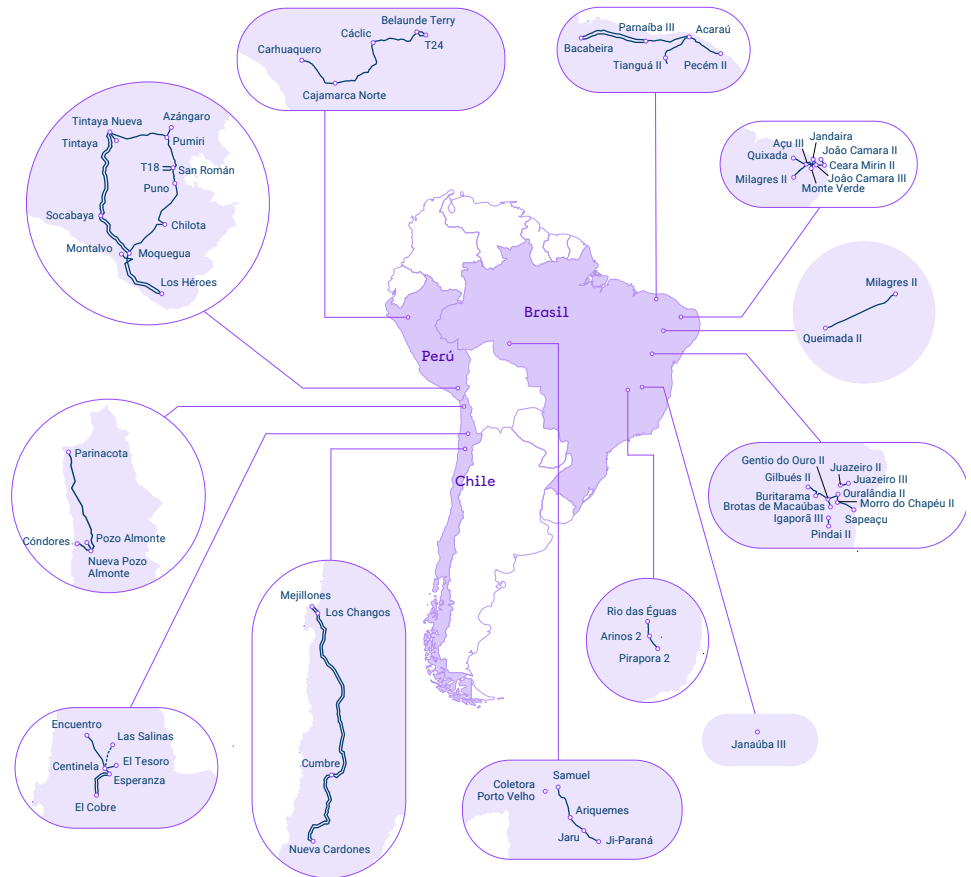 Belaunde Terry
Cáclic
T24
Carhuaquero
Cajamarca Norte
Parnaíba III
Acaraú
Bacabeira
Tianguá II
Pecém II
Azángaro
Tintaya Nueva
Tintaya
Pumiri
T18
San Román
Puno
Socabaya
Chilota
Montalvo
Moquegua
Los Héroes
Jandaira
Açu III
João Camara II
Quixada
Ceara Mirin II
Milagres II
João Camara III
Monte Verde
Milagres II
Queimada II
Brasil
Perú
Chile
Parinacota
Cóndores
Pozo Almonte
Nueva Pozo
Almonte
Gentio do Ouro II
Juazeiro II
Gilbués II
Juazeiro III
Buritarama
Ouralândia II
Brotas de Macaúbas
Morro do Chapéu II
Igaporã III
Sapeaçu
Pindai II
Mejillones
Los Changos
Cumbre
Nueva Cardones
Rio das Éguas
Arinos 2
Pirapora 2
Encuentro
Las Salinas
Centinela
El Tesoro
Esperanza
El Cobre
Janaúba III
Samuel
Coletora
Porto Velho
Ariquemes
Jaru
Ji-Paraná